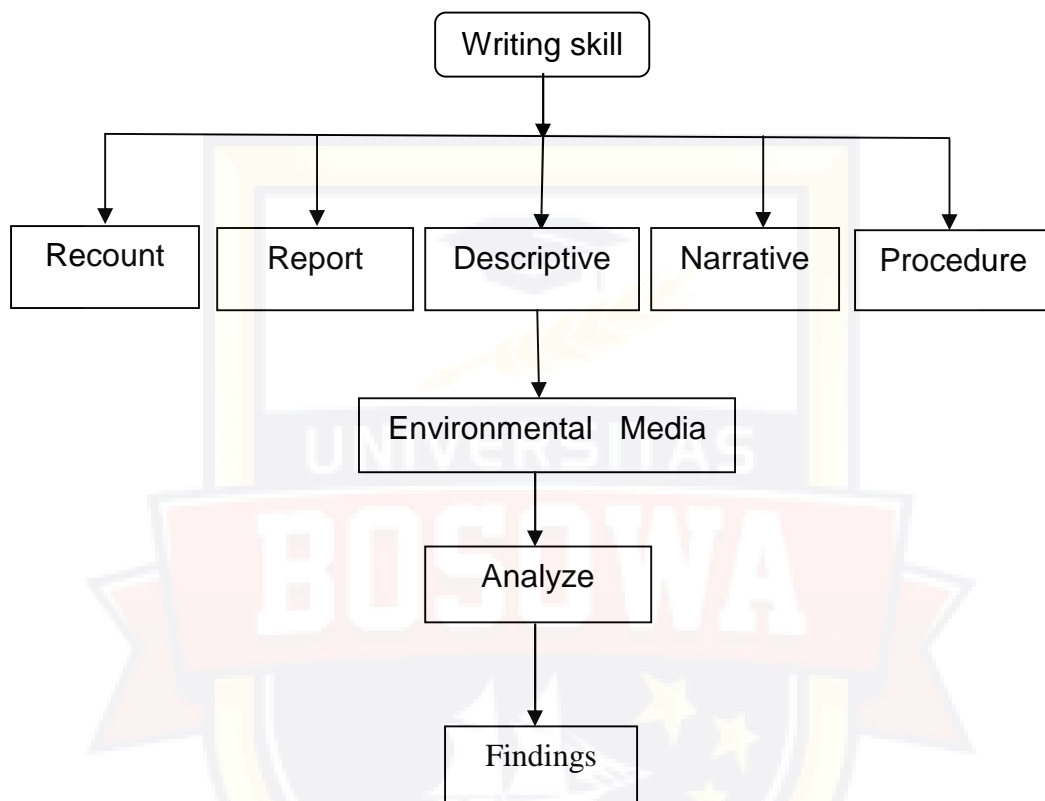 Writing skill
Recount
Report
Descriptive
Narrative
Procedure
Environmental Media
UNIVERSITAS
BOSOWA
Analyze
Findings